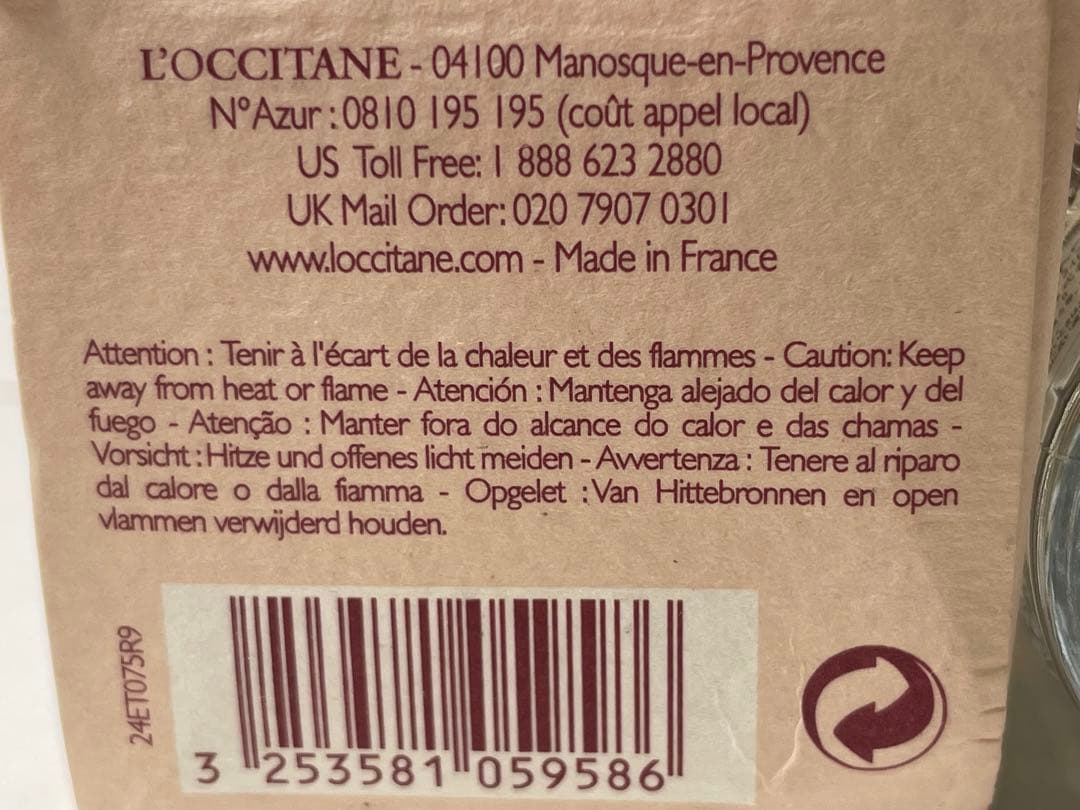 L'OCCITANE - 04100 Manosque-en-Provence
N°Azur : 0810 195 195 (coût appel local)
US Toll Free: 1 888 623 2880
UK Mail Order: 020 7907 0301
www.loccitane.com - Made in France
Attention : Tenir à l'écart de la chaleur et des flammes - Caution: Keep
away from heat or flame - Atención : Mantenga alejado del calor y del
fuego - Atenção : Manter fora do alcance do calor e das chamas -
Vorsicht : Hitze und offenes licht meiden - Avvertenza : Tenere al riparo
dal calore o dalla fiamma - Opgelet : Van Hittebronnen en open
vlammen verwijderd houden.
24ET075R9
3 253581 059586